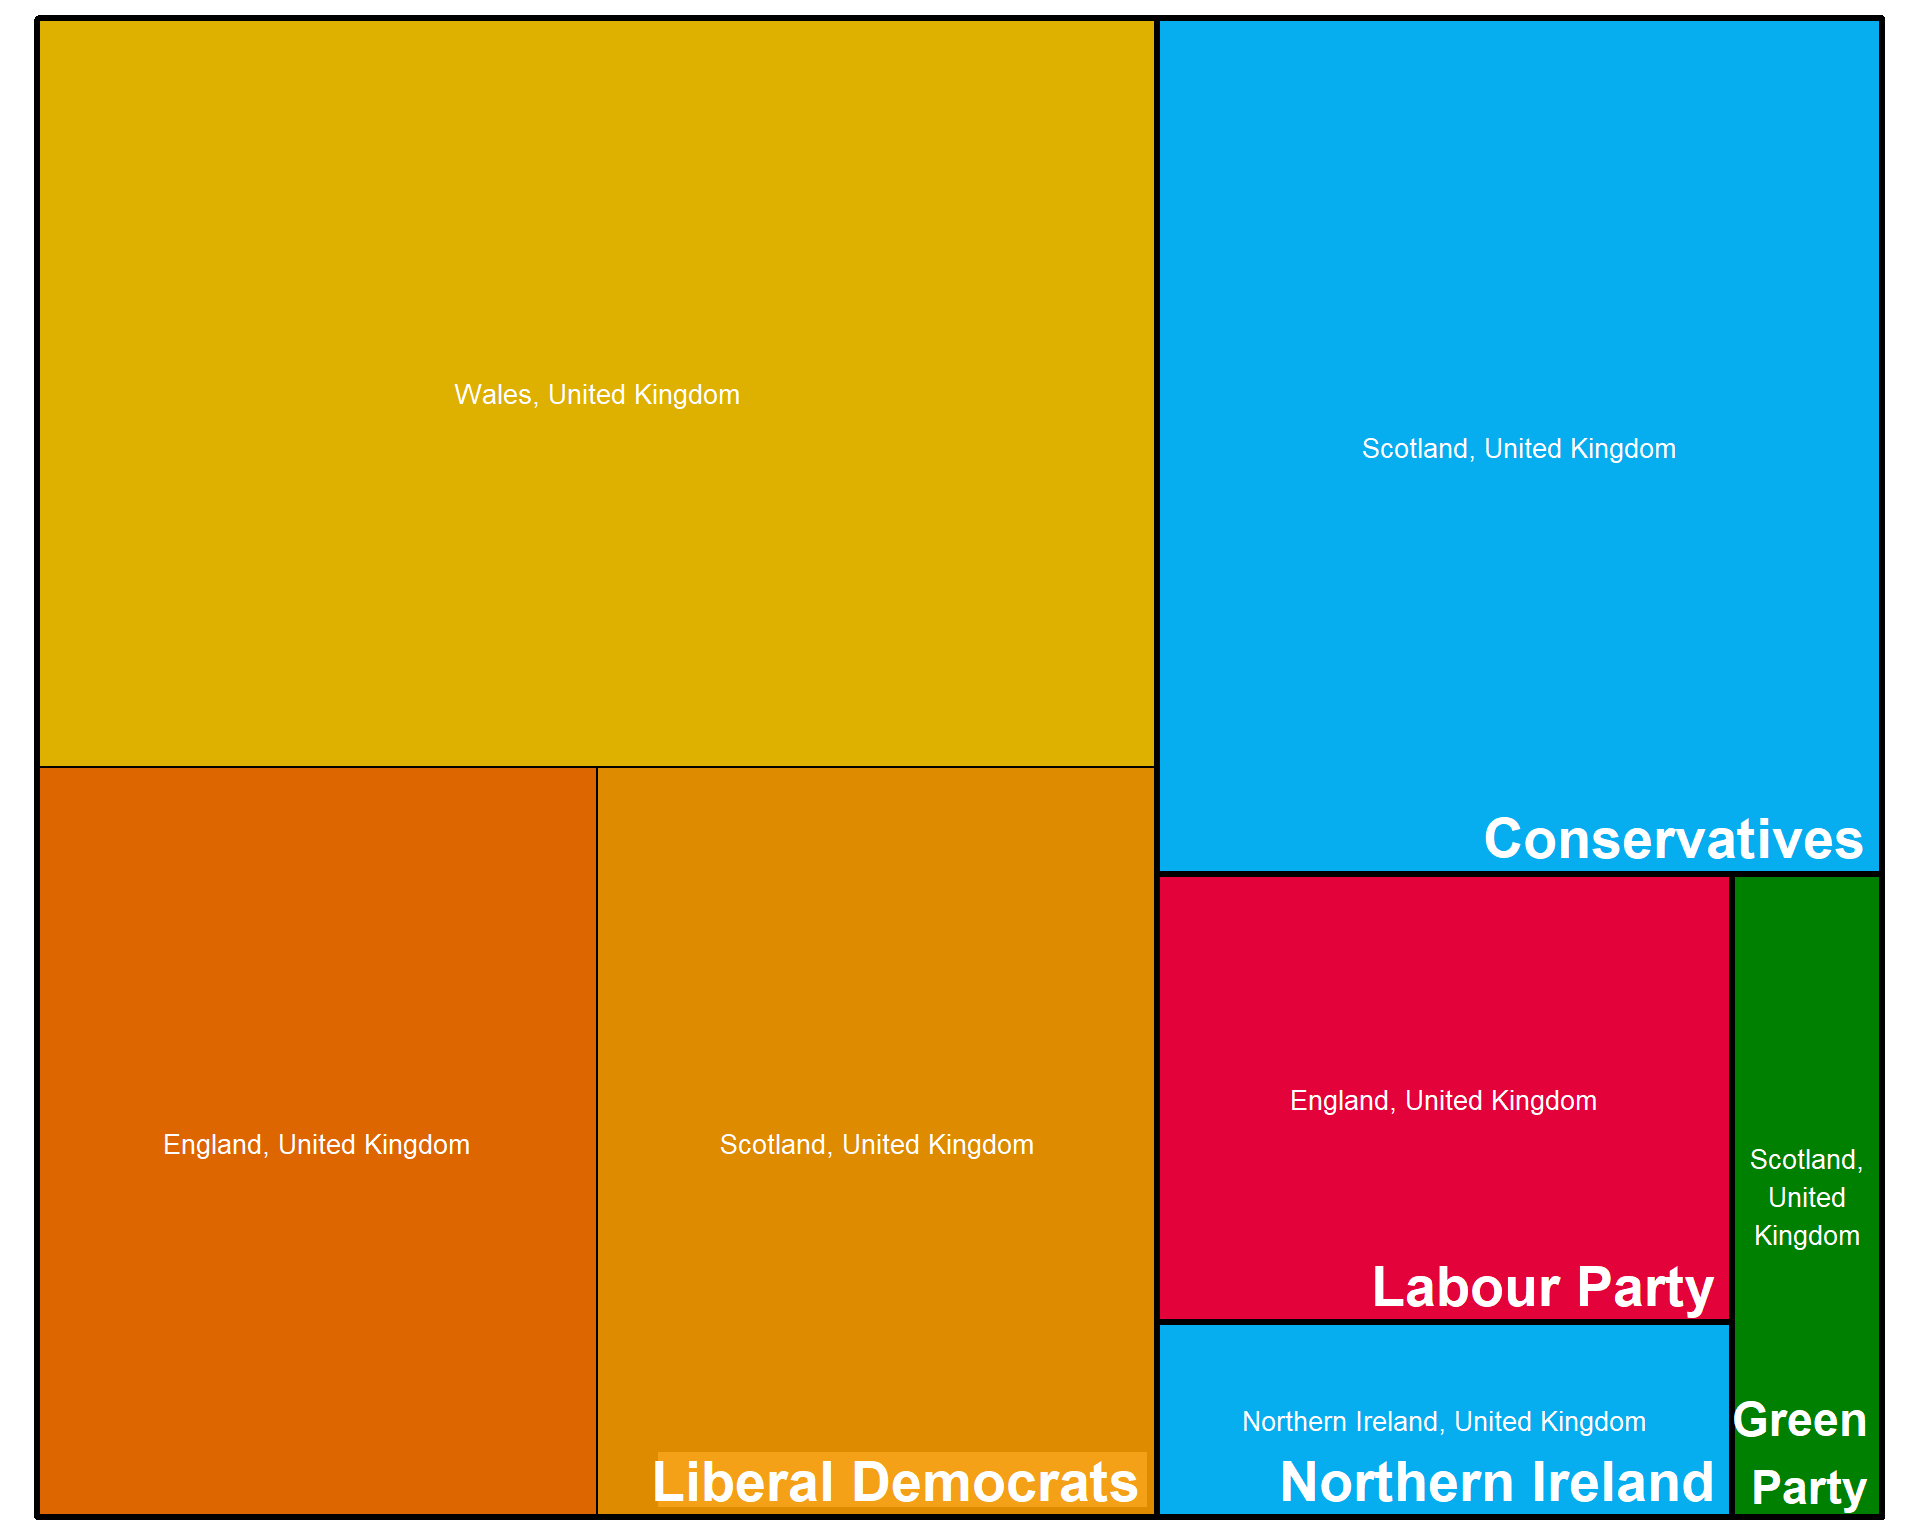 Wales, United Kingdom
England, United Kingdom
Scotland, United Kingdom
Liberal Democrats
Scotland, United Kingdom
Conservatives
England, United Kingdom
Labour Party
Northern Ireland, United Kingdom
Northern Ireland
Scotland,
United
Kingdom
Green
Party